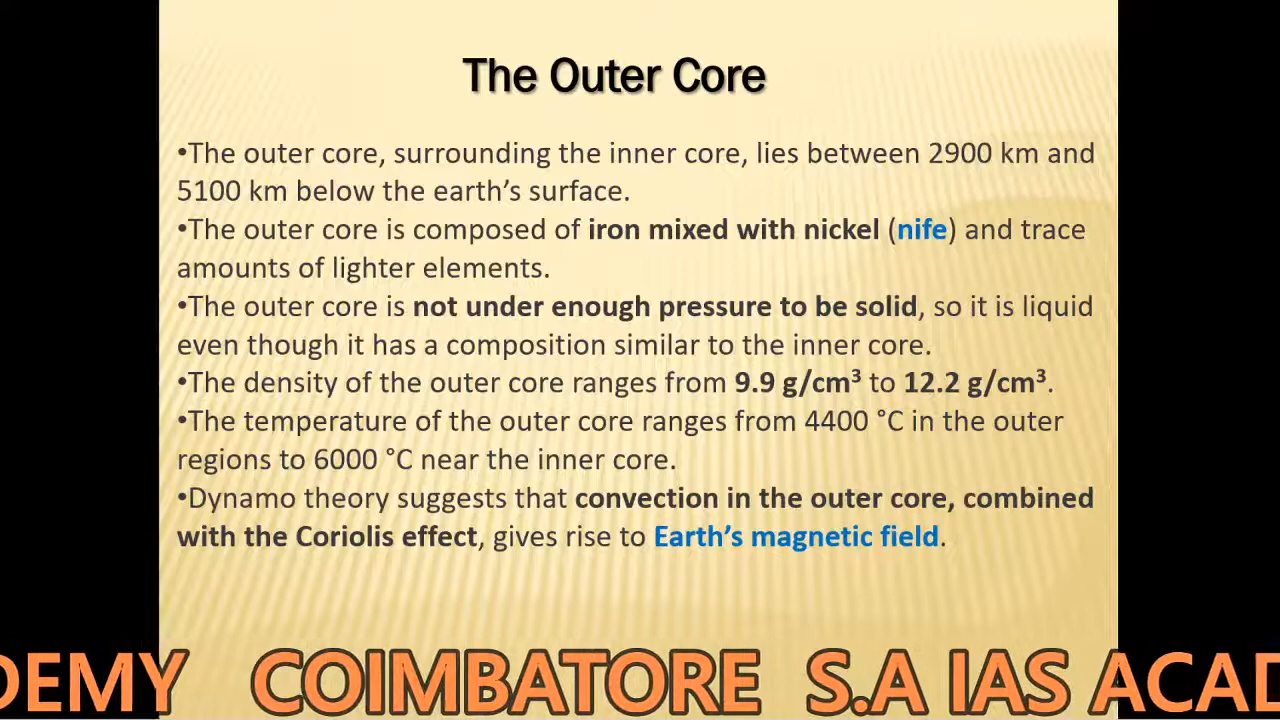 The Outer Core
•The outer core, surrounding the inner core, lies between 2900 km and
5100 km below the earth’s surface.
•The outer core is composed of iron mixed with nickel (nife) and trace
amounts of lighter elements.
•The outer core is not under enough pressure to be solid, so it is liquid
even though it has a composition similar to the inner core.
•The density of the outer core ranges from 9.9 g/cm³ to 12.2 g/cm³.
•The temperature of the outer core ranges from 4400 °C in the outer
regions to 6000 °C near the inner core.
•Dynamo theory suggests that convection in the outer core, combined
with the Coriolis effect, gives rise to Earth’s magnetic field.
DEMY COIMBATORE S.A IAS ACAD